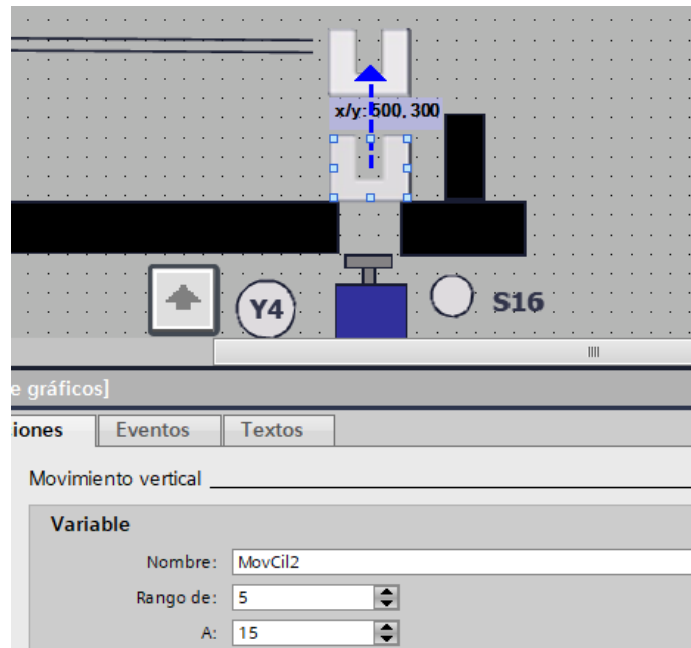 x/y: 500, 300
Y4
S16
e gráficos]
iones
Eventos
Textos
Movimiento vertical
Variable
Nombre:
MovCil2
Rango de:
5
A:
15